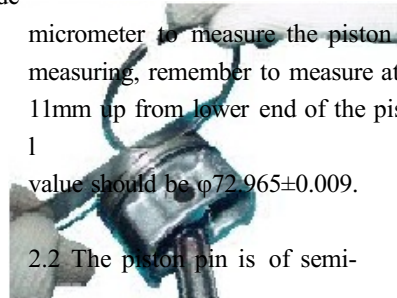 micrometer to measure the piston
measuring, remember to measure at
11mm up from lower end of the pis
l
value should be φ72.965±0.009.
2.2 The piston pin is of semi-